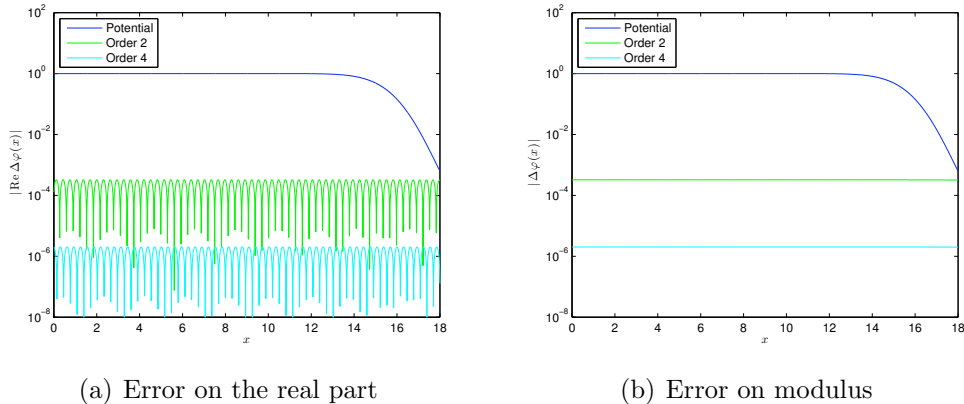 10^2
10^0
10^-2
10^-4
10^-6
10^-8
|Re Δφ(x)|
Potential
Order 2
Order 4
0 2 4 6 8 10 12 14 16 18
x
(a) Error on the real part
10^2
10^0
10^-2
10^-4
10^-6
10^-8
|Δφ(x)|
Potential
Order 2
Order 4
0 2 4 6 8 10 12 14 16 18
x
(b) Error on modulus